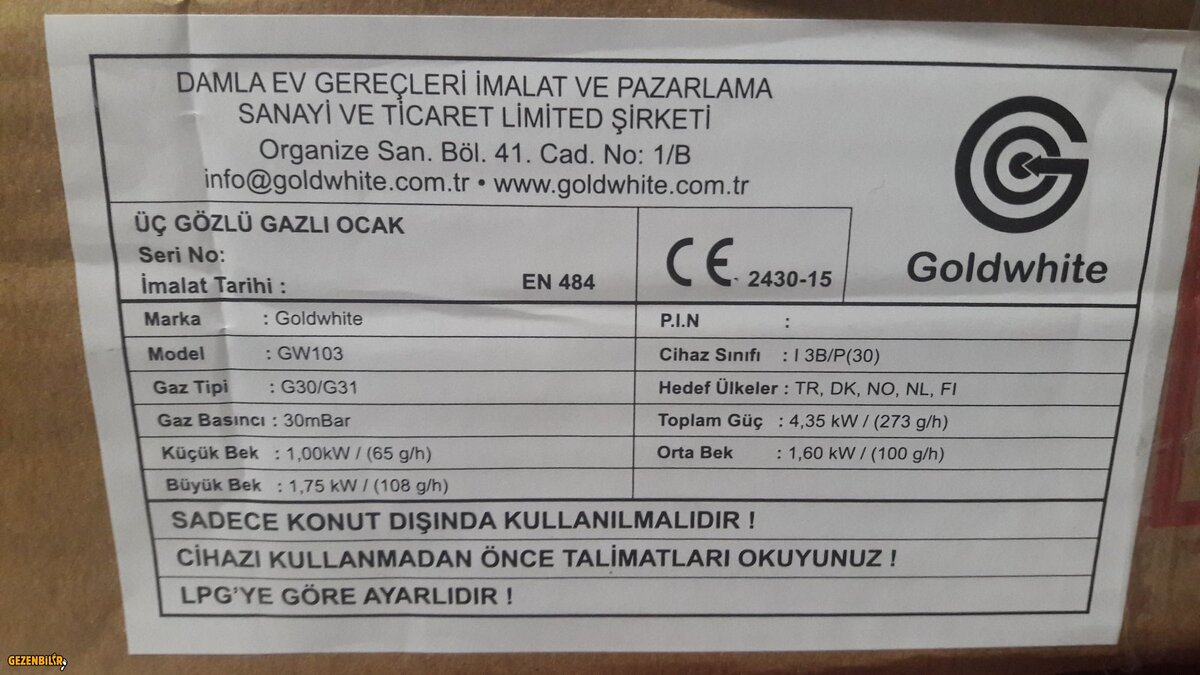 DAMLA EV GEREÇLERİ İMALAT VE PAZARLAMA
SANAYİ VE TİCARET LİMİTED ŞİRKETİ
Organize San. Böl. 41. Cad. No: 1/B
info@goldwhite.com.tr • www.goldwhite.com.tr
Goldwhite
ÜÇ GÖZLÜ GAZLI OCAK
Seri No:
İmalat Tarihi :
EN 484
CE 2430-15
Marka : Goldwhite
P.I.N :
Model : GW103
Cihaz Sınıfı : I 3B/P(30)
Gaz Tipi : G30/G31
Hedef Ülkeler : TR, DK, NO, NL, FI
Gaz Basıncı : 30mBar
Toplam Güç : 4,35 kW / (273 g/h)
Küçük Bek : 1,00kW / (65 g/h)
Orta Bek : 1,60 kW / (100 g/h)
Büyük Bek : 1,75 kW / (108 g/h)
SADECE KONUT DIŞINDA KULLANILMALIDIR !
CİHAZI KULLANMADAN ÖNCE TALİMATLARI OKUYUNUZ !
LPG'YE GÖRE AYARLIDIR !
GEZENBİLİR